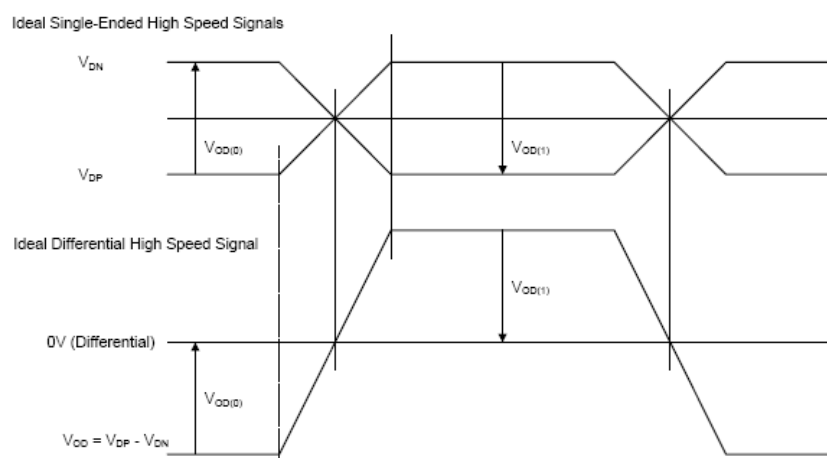 Ideal Single-Ended High Speed Signals
VDN
VOD(0)
VOD(1)
VDP
Ideal Differential High Speed Signal
VOD(1)
0V (Differential)
VOD(0)
VOD = VDP - VDN